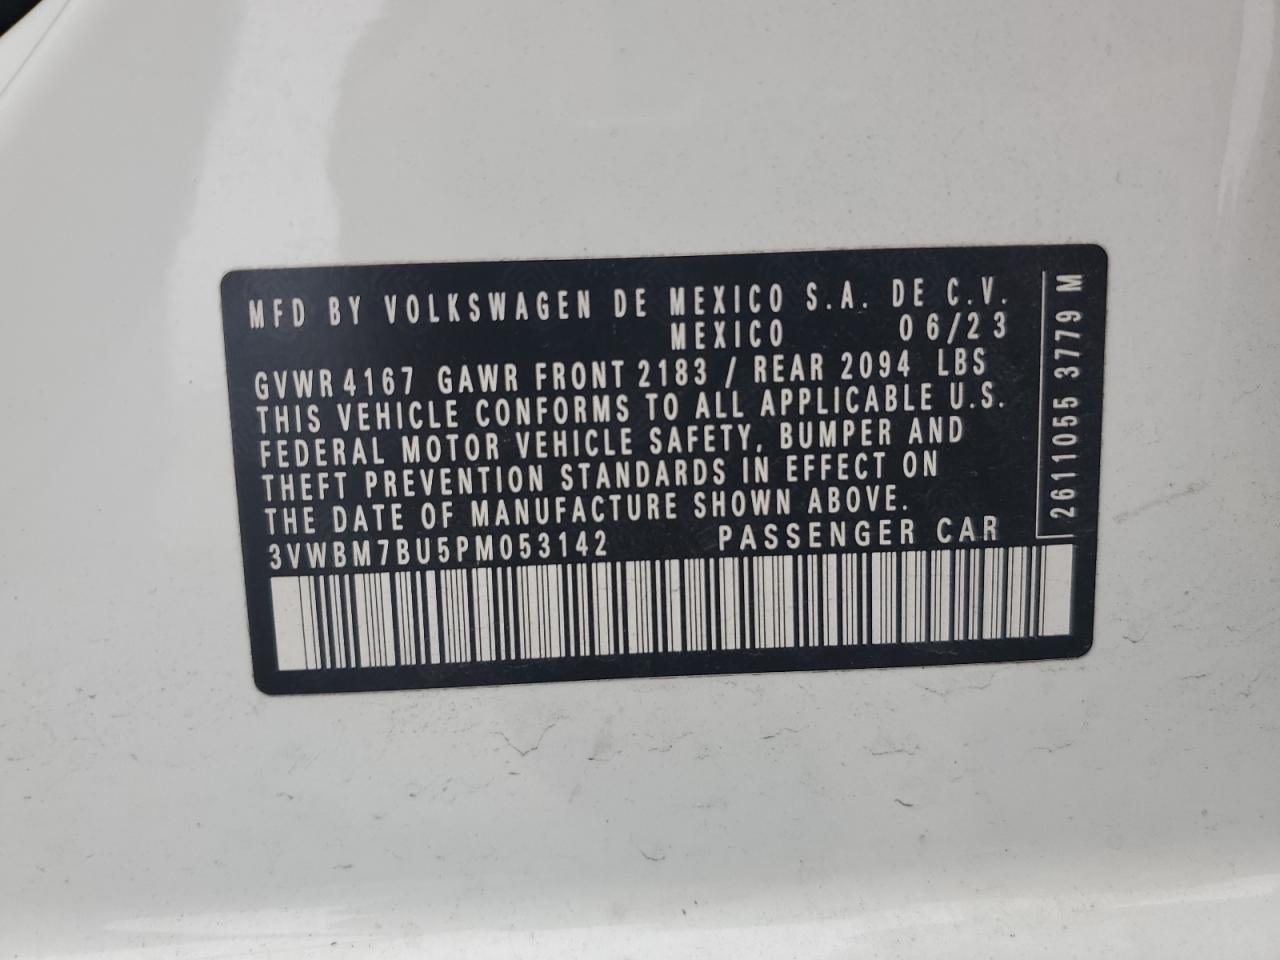 MFD BY VOLKSWAGEN DE MEXICO S.A. DE C.V.
MEXICO 06/23
GVWR 4167 GAWR FRONT 2183 / REAR 2094 LBS
THIS VEHICLE CONFORMS TO ALL APPLICABLE U.S.
FEDERAL MOTOR VEHICLE SAFETY, BUMPER AND
THEFT PREVENTION STANDARDS IN EFFECT ON
THE DATE OF MANUFACTURE SHOWN ABOVE.
3VWBM7BU5PM053142 PASSENGER CAR
2611055 3779 M